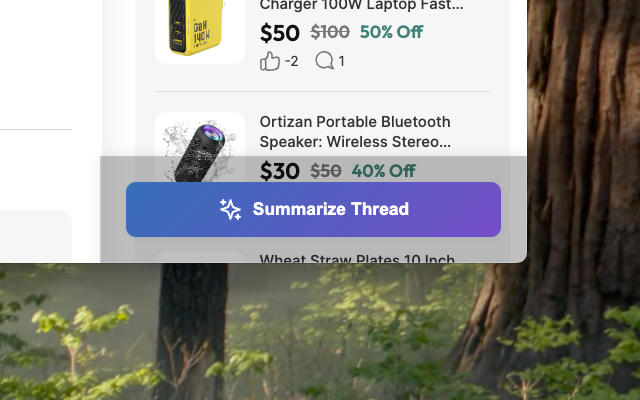 Charger 100W Laptop Fast...
$50 $100 50% Off
-2 1
Ortizan Portable Bluetooth
Speaker: Wireless Stereo...
$30 $50 40% Off
Summarize Thread
Wheat Straw Plates 10 Inch